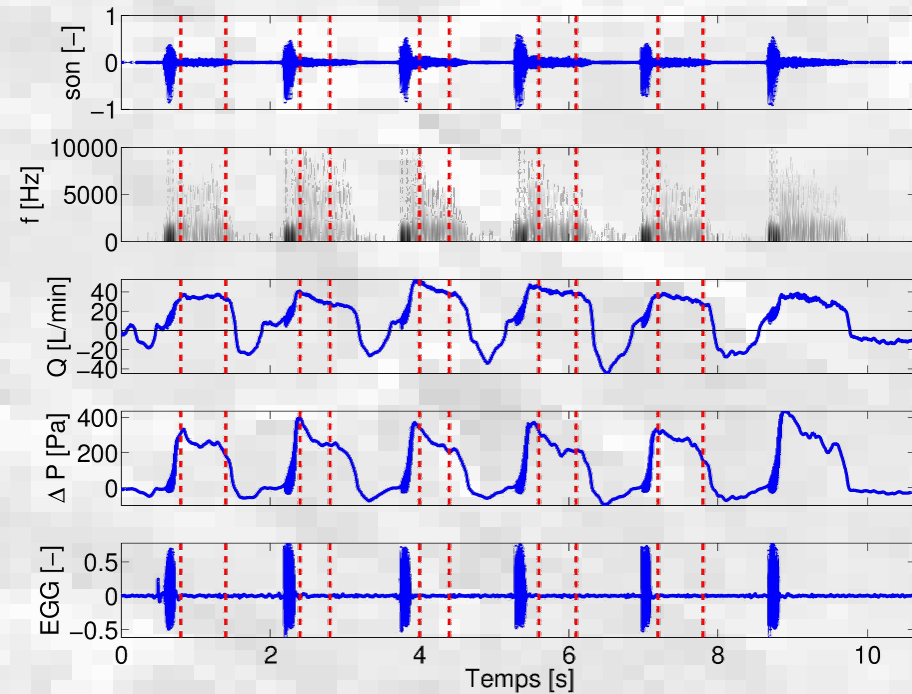 son [-]
1
0
−1
f [Hz]
10000
5000
0
Q [L/min]
40
20
0
−20
−40
Δ P [Pa]
400
200
0
EGG [-]
0.5
0
−0.5
0 2 4 6 8 10
Temps [s]